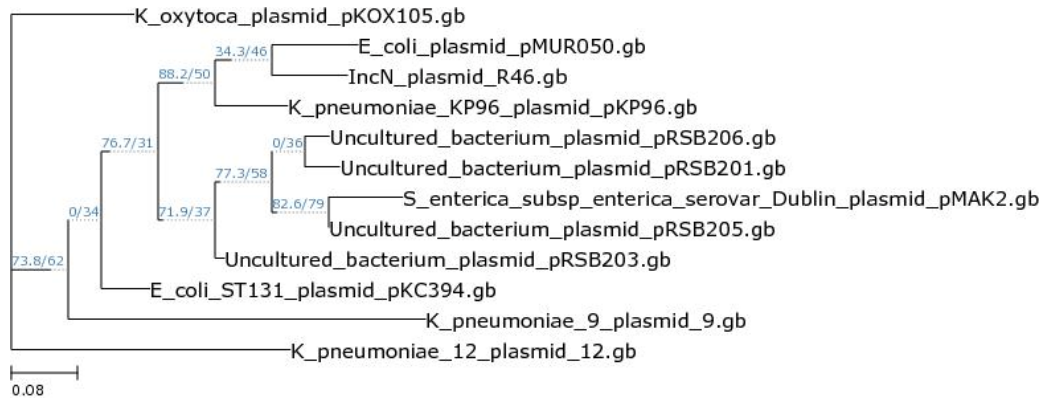 K_oxytoca_plasmid_pKOX105.gb
34.3/46
E_coli_plasmid_pMUR050.gb
88.2/50
IncN_plasmid_R46.gb
K_pneumoniae_KP96_plasmid_pKP96.gb
76.7/31
0/36
Uncultured_bacterium_plasmid_pRSB206.gb
77.3/58
Uncultured_bacterium_plasmid_pRSB201.gb
S_enterica_subsp_enterica_serovar_Dublin_plasmid_pMAK2.gb
0/34
71.9/37
82.6/79
Uncultured_bacterium_plasmid_pRSB205.gb
Uncultured_bacterium_plasmid_pRSB203.gb
73.8/62
E_coli_ST131_plasmid_pKC394.gb
K_pneumoniae_9_plasmid_9.gb
K_pneumoniae_12_plasmid_12.gb
0.08